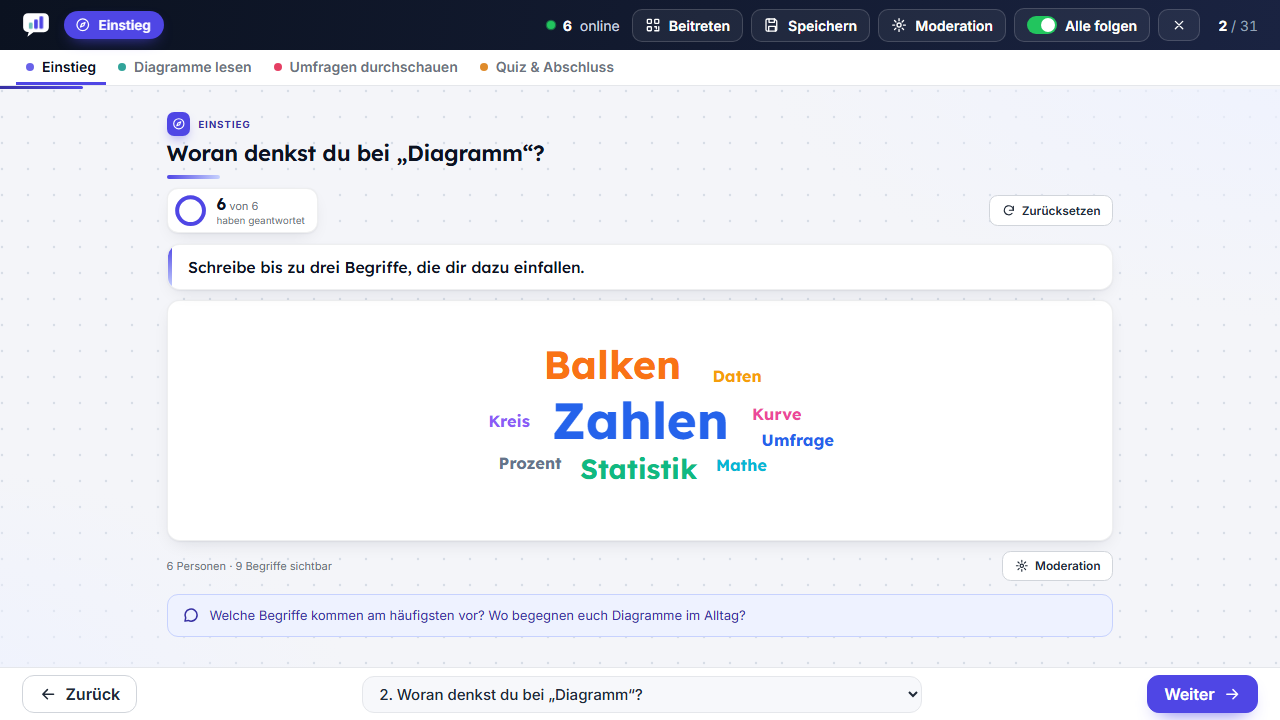 Einstieg
6 online
Beitreten
Speichern
Moderation
Alle folgen
2 / 31
Einstieg
Diagramme lesen
Umfragen durchschauen
Quiz & Abschluss
EINSTIEG
Woran denkst du bei „Diagramm“?
6 von 6
haben geantwortet
Zurücksetzen
Schreibe bis zu drei Begriffe, die dir dazu einfallen.
Balken
Daten
Kreis
Zahlen
Kurve
Umfrage
Prozent
Statistik
Mathe
6 Personen · 9 Begriffe sichtbar
Moderation
Welche Begriffe kommen am häufigsten vor? Wo begegnen euch Diagramme im Alltag?
Zurück
2. Woran denkst du bei „Diagramm“?
Weiter